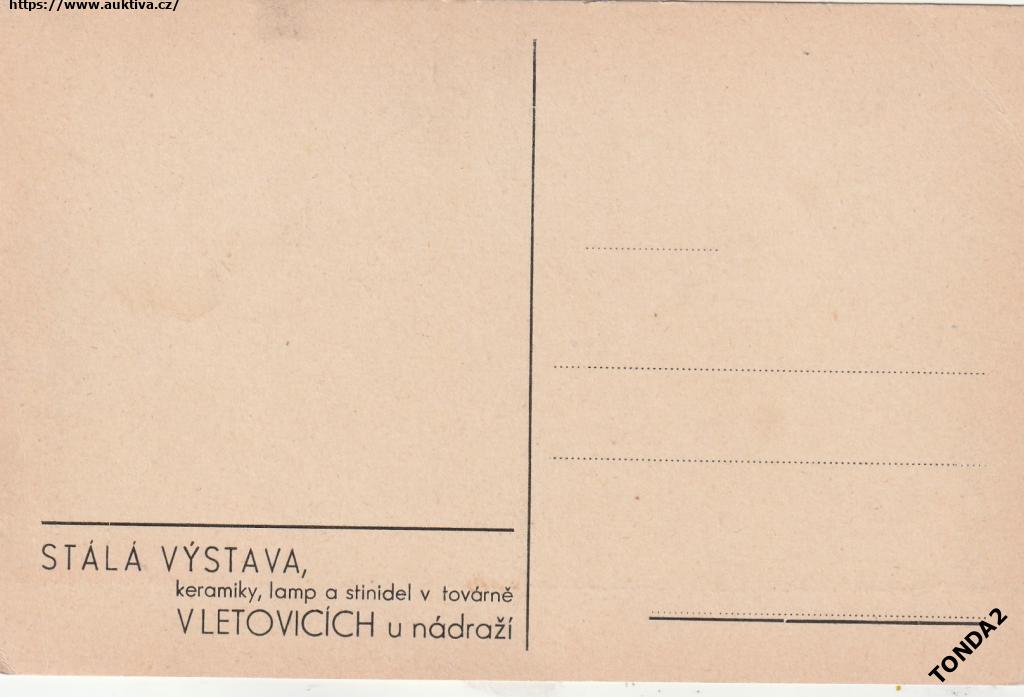 https://www.auktiva.cz/
STÁLÁ VÝSTAVA,
keramiky, lamp a stinidel v továrně
V LETOVICÍCH u nádraží
TONDA2